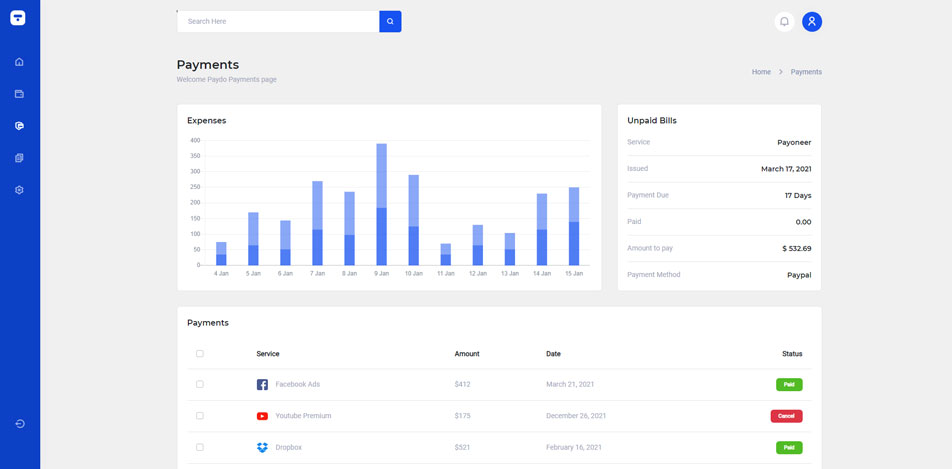 Search Here
Payments
Welcome Paydo Payments page
Home
Payments
Expenses
400
350
300
250
200
150
100
50
0
4 Jan 5 Jan 6 Jan 7 Jan 8 Jan 9 Jan 10 Jan 11 Jan 12 Jan 13 Jan 14 Jan 15 Jan
Unpaid Bills
Service Payoneer
Issued March 17, 2021
Payment Due 17 Days
Paid 0.00
Amount to pay $ 532.69
Payment Method Paypal
Payments
Service Amount Date Status
Facebook Ads $412 March 21, 2021 Paid
Youtube Premium $175 December 26, 2021 Cancel
Dropbox $521 February 16, 2021 Paid